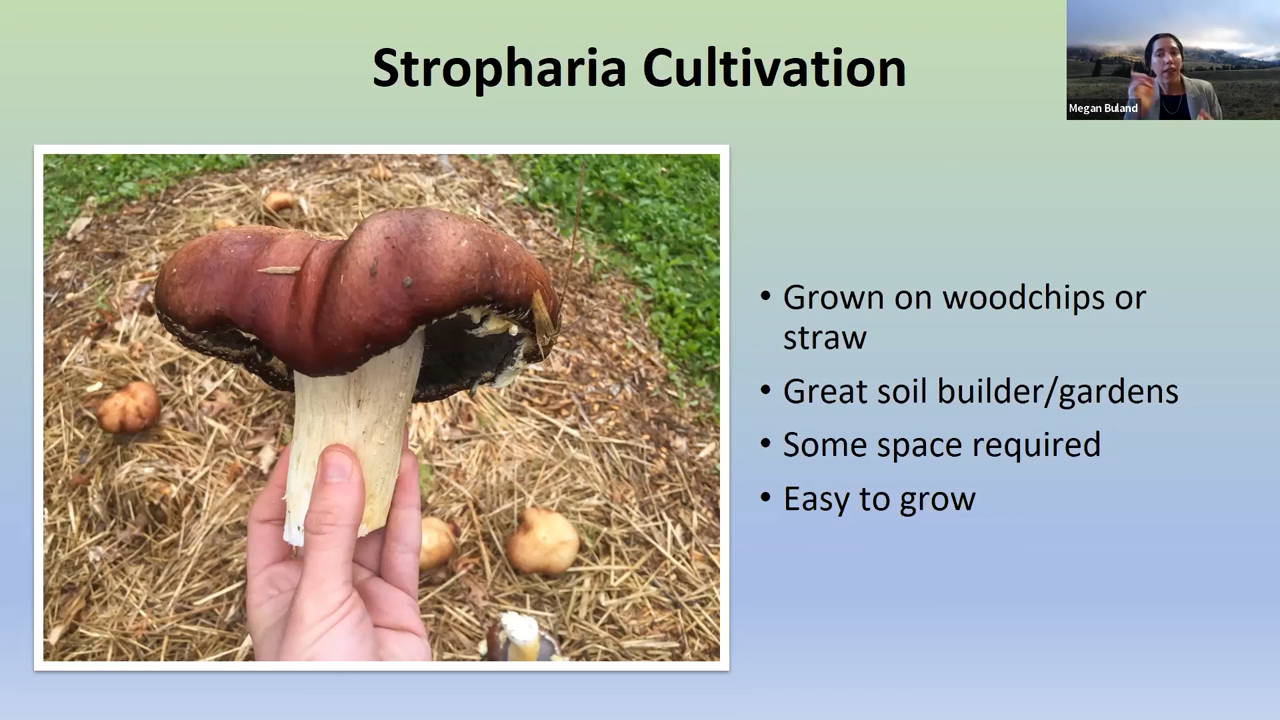 Stropharia Cultivation
Megan Buland
• Grown on woodchips or
straw
• Great soil builder/gardens
• Some space required
• Easy to grow